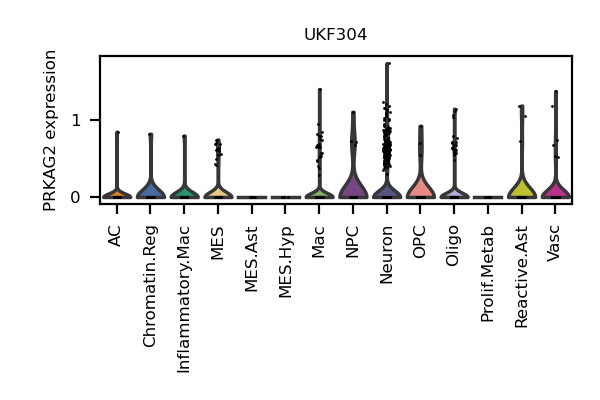 UKF304
PRKAG2 expression
1
0
AC
Chromatin.Reg
Inflammatory.Mac
MES
MES.Ast
MES.Hyp
Mac
NPC
Neuron
OPC
Oligo
Prolif.Metab
Reactive.Ast
Vasc